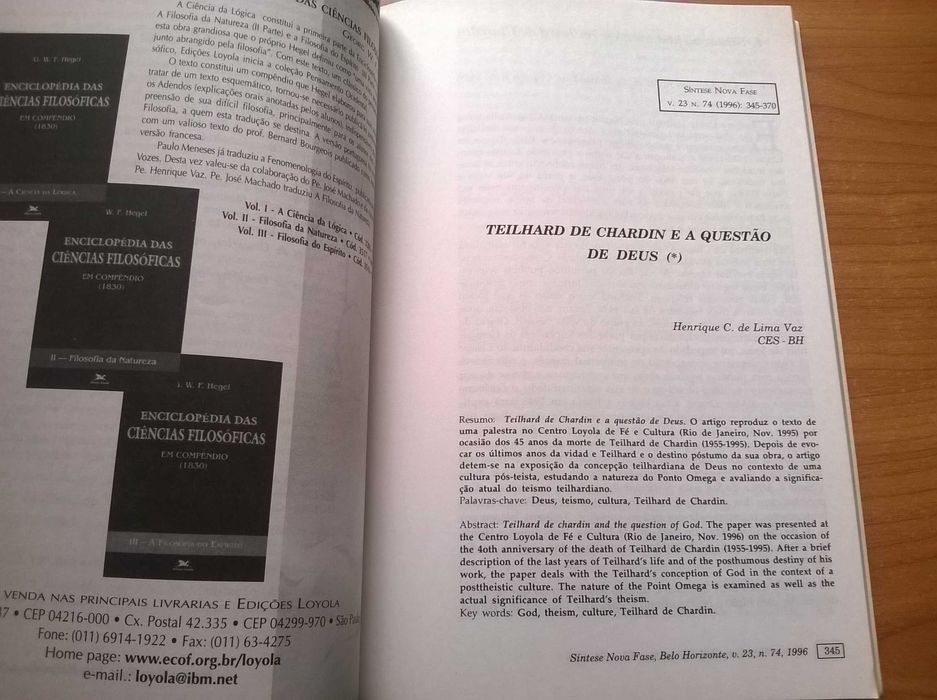 DAS CIÊNCIAS FILOS
A Ciência da Lógica constitui a primeira parte da
A Filosofia da Natureza (II Parte) e a Filosofia do Espírito
esta obra grandiosa que o próprio Hegel definiu como
junto abrangido pela filosofia". Com este texto, um
sófico, Edições Loyola inicia a coleção Pensamento
O texto constitui um compêndio que Hegel elaborou para
tratar de um texto esquemático, tornou-se necessário
os Adendos (explicações orais anotadas pelos alunos),
preensão de sua difícil filosofia, principalmente para os
Filosofia, a quem esta tradução se destina. A versão
com um valioso texto do prof. Bernard Bourgeois publicado
versão francesa.
Paulo Meneses já traduziu a Fenomenologia do Espírito,
Vozes. Desta vez valeu-se da colaboração do Pe. José Machado
Pe. Henrique Vaz. Pe. José Machado traduziu A Filosofia da
Vol. I - A Ciência da Lógica • Cód.
Vol. II - Filosofia da Natureza • Cód.
Vol. III - Filosofia do Espírito • Cód.
G. W. F. Hegel
ENCICLOPÉDIA DAS
CIÊNCIAS FILOSÓFICAS
EM COMPÊNDIO
(1830)
— A CIÊNCIA DA LÓGICA
W. F. Hegel
ENCICLOPÉDIA DAS
CIÊNCIAS FILOSÓFICAS
EM COMPÊNDIO
(1830)
II — Filosofia da Natureza
. W. F. Hegel
ENCICLOPÉDIA DAS
CIÊNCIAS FILOSÓFICAS
EM COMPÊNDIO
(1830)
III — A FILOSOFIA DO ESPÍRITO
VENDA NAS PRINCIPAIS LIVRARIAS E EDIÇÕES LOYOLA
47 • CEP 04216-000 • Cx. Postal 42.335 • CEP 04299-970 • São Paul
Fone: (011) 6914-1922 • Fax: (011) 63-4275
Home page: www.ecof.org.br/loyola
e-mail.: loyola@ibm.net
SÍNTESE NOVA FASE
V. 23 N. 74 (1996): 345-370
TEILHARD DE CHARDIN E A QUESTÃO
DE DEUS (*)
Henrique C. de Lima Vaz
CES - BH
Resumo: Teilhard de Chardin e a questão de Deus. O artigo reproduz o texto de
uma palestra no Centro Loyola de Fé e Cultura (Rio de Janeiro, Nov. 1995) por
ocasião dos 45 anos da morte de Teilhard de Chardin (1955-1995). Depois de evo-
car os últimos anos da vidad e Teilhard e o destino póstumo da sua obra, o artigo
detem-se na exposição da concepção teilhardiana de Deus no contexto de uma
cultura pós-teista, estudando a natureza do Ponto Omega e avaliando a significa-
ção atual do teismo teilhardiano.
Palavras-chave: Deus, teismo, cultura, Teilhard de Chardin.
Abstract: Teilhard de chardin and the question of God. The paper was presented at
the Centro Loyola de Fé e Cultura (Rio de Janeiro, Nov. 1996) on the occasion of
the 4oth anniversary of the death of Teilhard de Chardin (1955-1995). After a brief
description of the last years of Teilhard's life and of the posthumous destiny of his
work, the paper deals with the Teilhard's conception of God in the context of a
posttheistic culture. The nature of the Point Omega is examined as well as the
actual significance of Teilhard's theism.
Key words: God, theism, culture, Teilhard de Chardin.
Síntese Nova Fase, Belo Horizonte, v. 23, n. 74, 1996 345